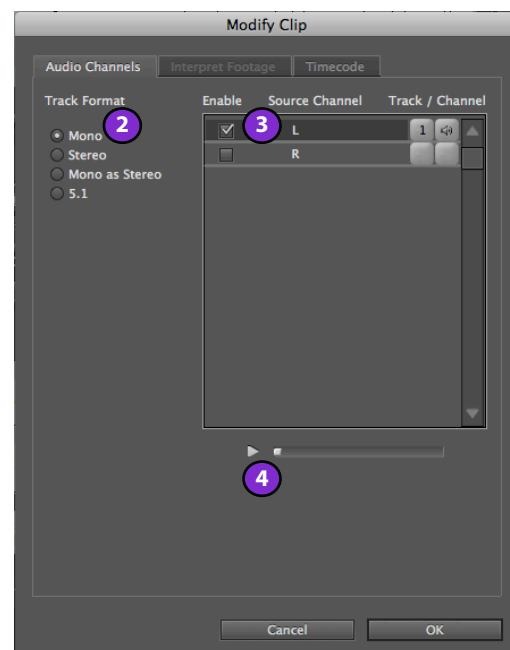 Modify Clip
Audio Channels Interpret Footage Timecode
Track Format Enable Source Channel Track / Channel
Mono 2 3 L 1
Stereo R
Mono as Stereo
5.1
4
Cancel OK